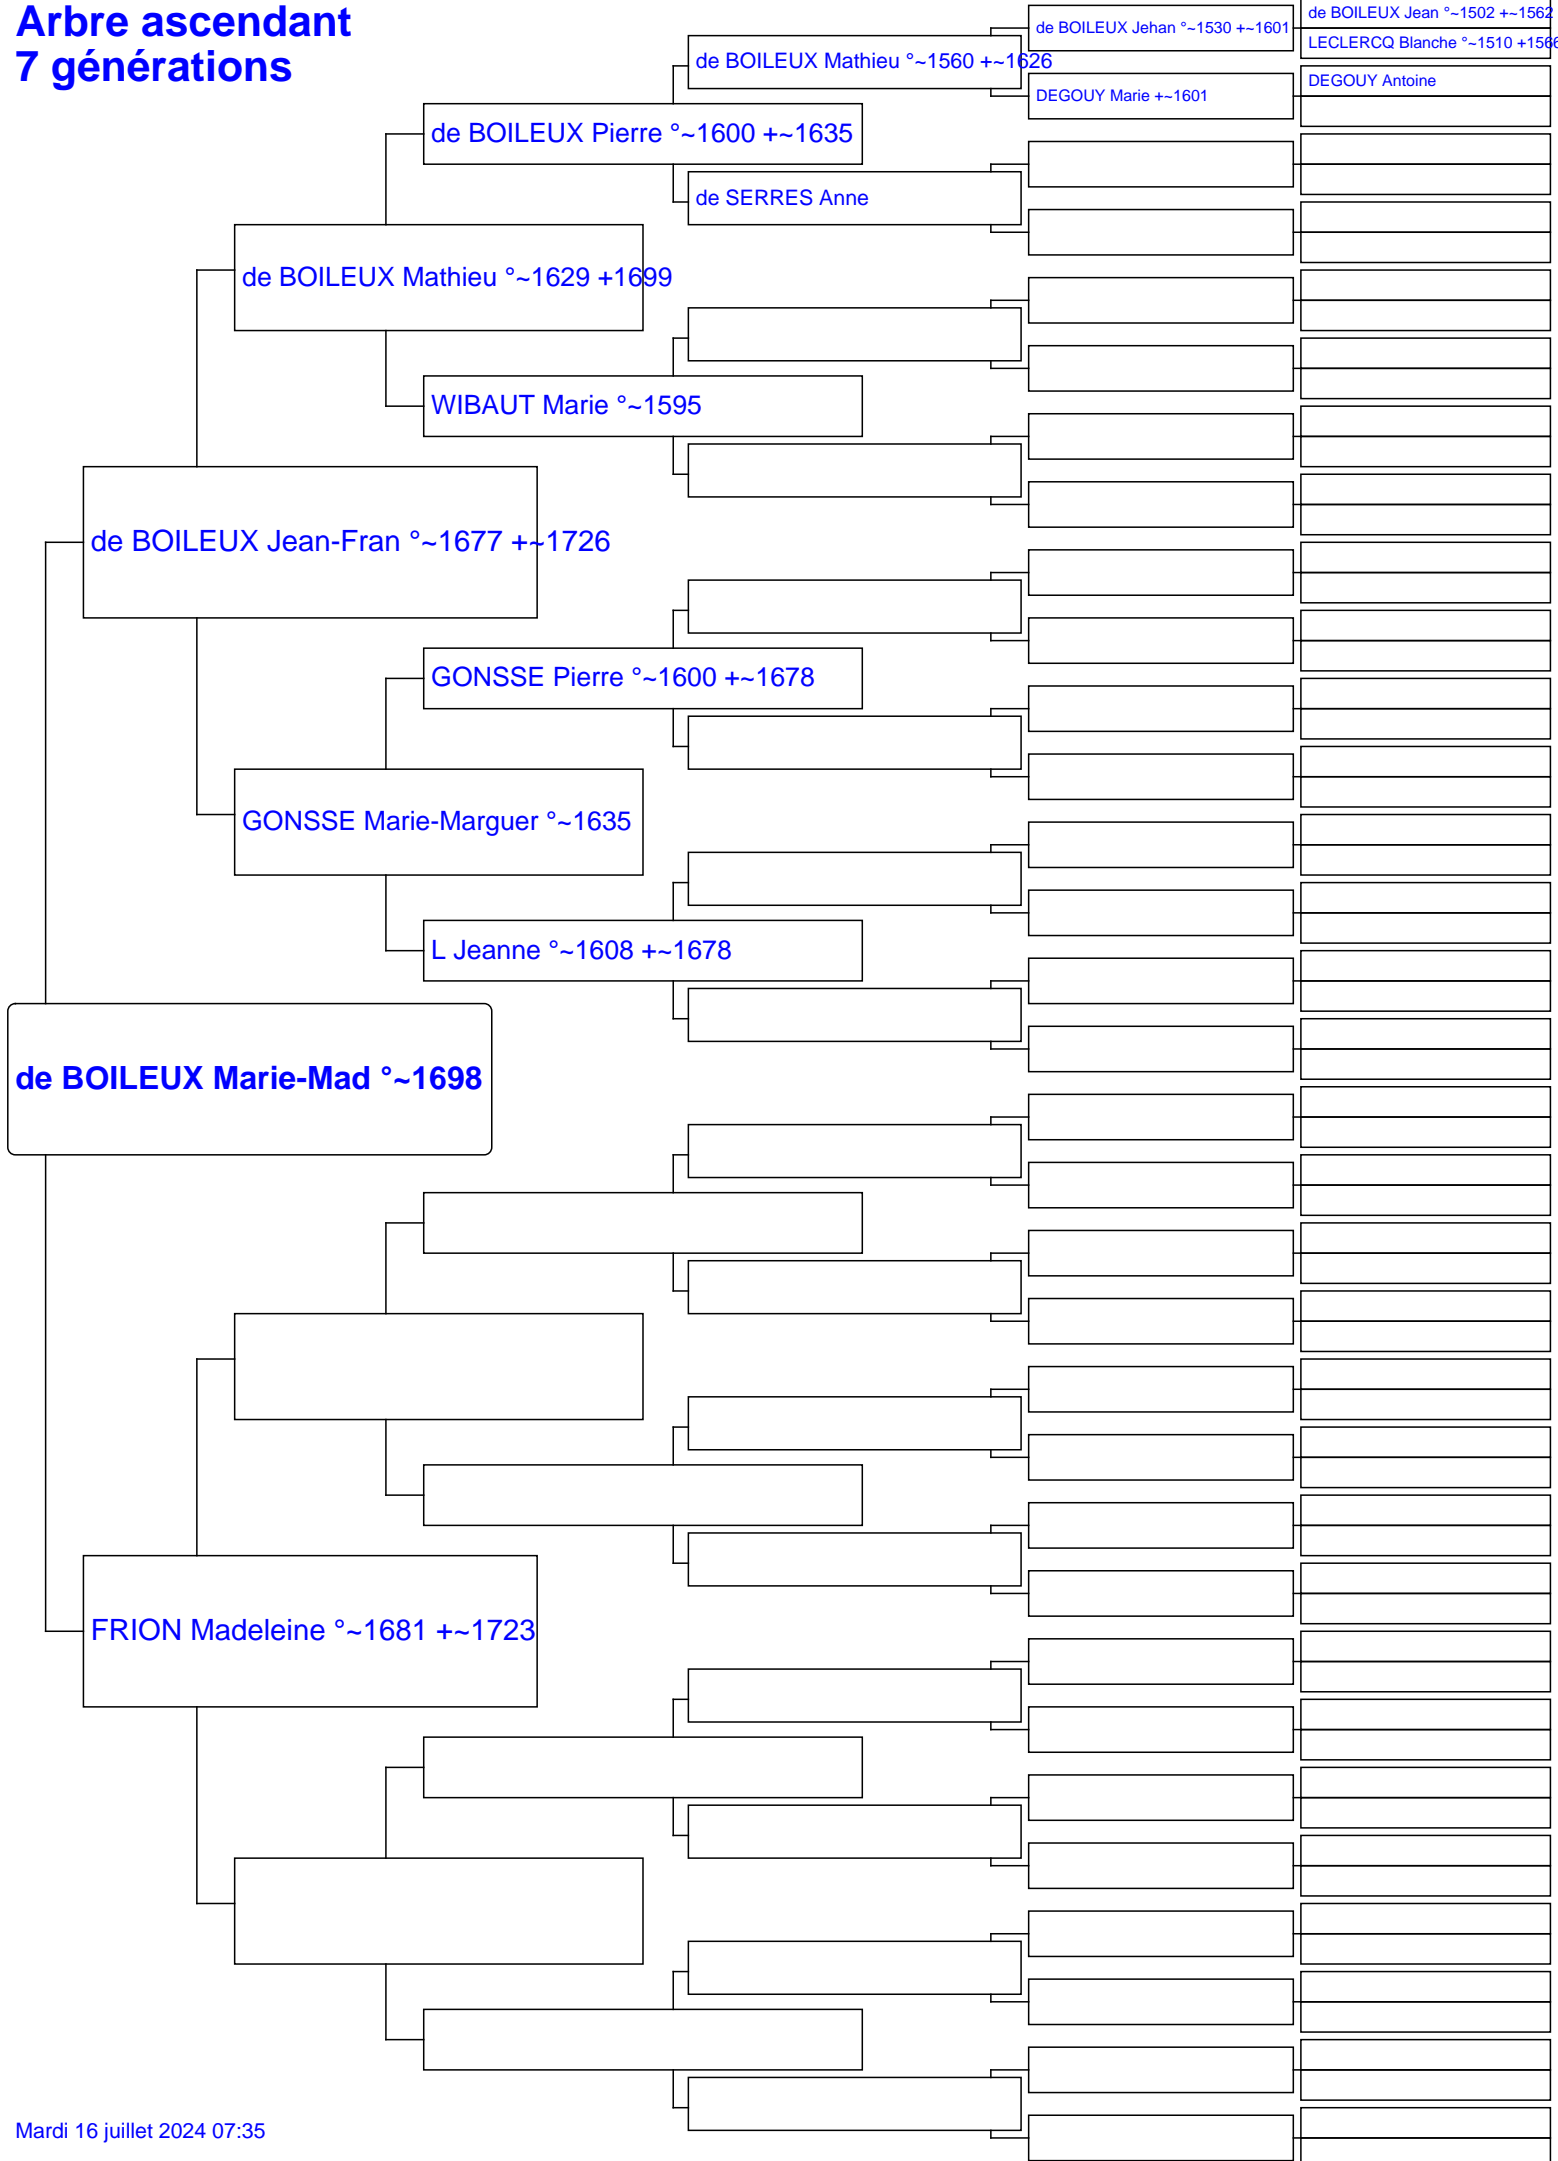 Arbre ascendant
7 générations
de BOILEUX Jean °~1502 +~1562
de BOILEUX Jehan °~1530 +~1601
LECLERCQ Blanche °~1510 +1566
de BOILEUX Mathieu °~1560 +~1626
DEGOUY Antoine
DEGOUY Marie +~1601
de BOILEUX Pierre °~1600 +~1635
de SERRES Anne
de BOILEUX Mathieu °~1629 +1699
WIBAUT Marie °~1595
de BOILEUX Jean-Fran °~1677 +~1726
GONSSE Pierre °~1600 +~1678
GONSSE Marie-Marguer °~1635
L Jeanne °~1608 +~1678
de BOILEUX Marie-Mad °~1698
FRION Madeleine °~1681 +~1723
Mardi 16 juillet 2024 07:35